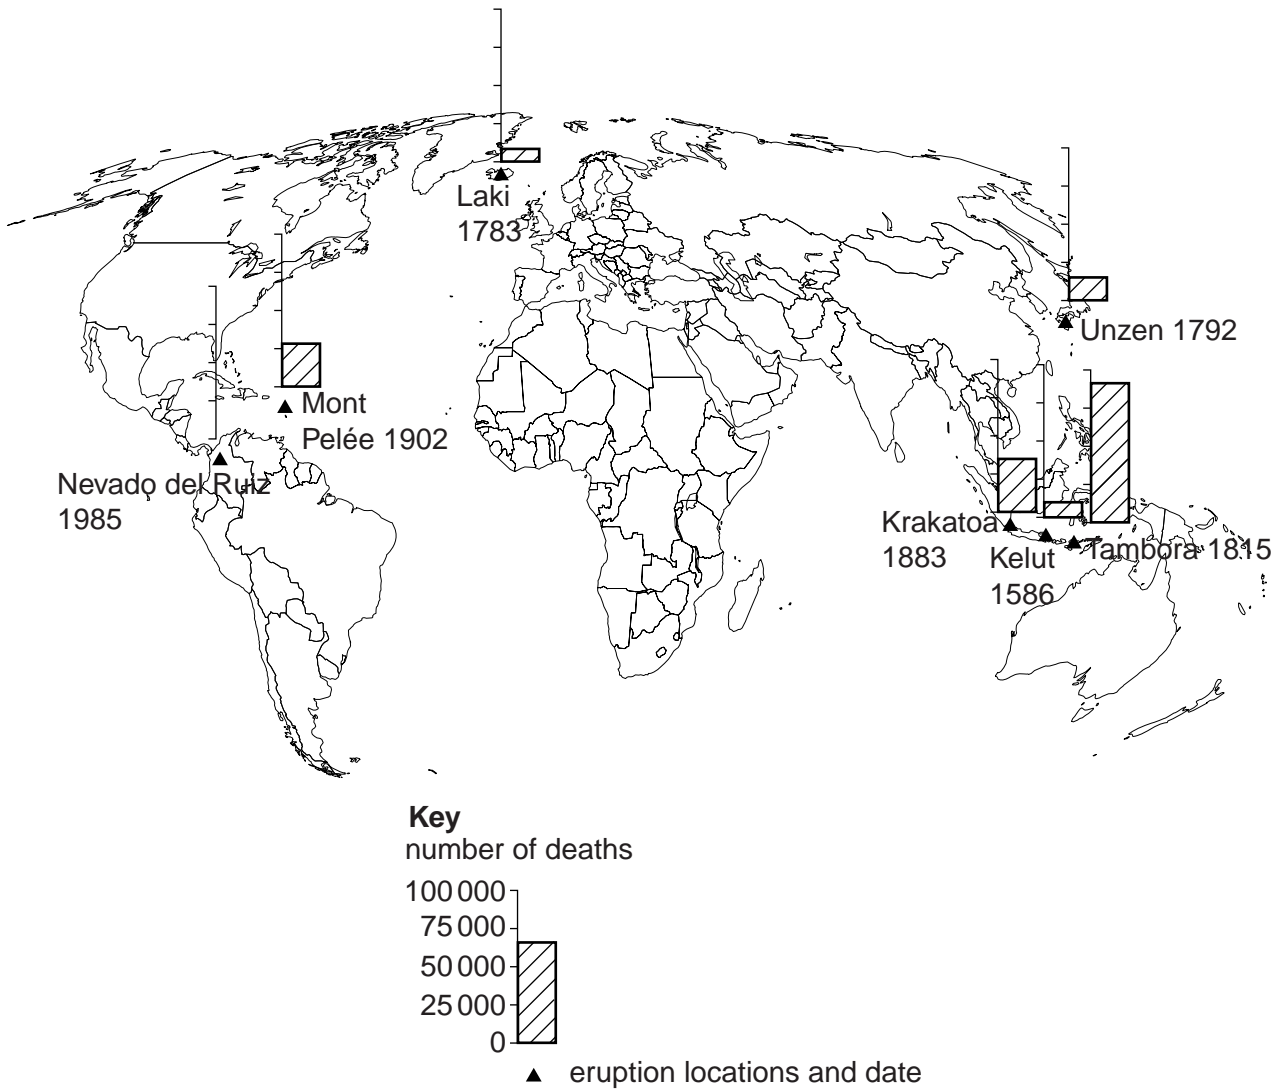 Laki
1783
Unzen 1792
Mont
Pelée 1902
Nevado del Ruiz
1985
Krakatoa
1883
Kelut
1586
Tambora 1815
Key
number of deaths
100 000
75 000
50 000
25 000
0
eruption locations and date